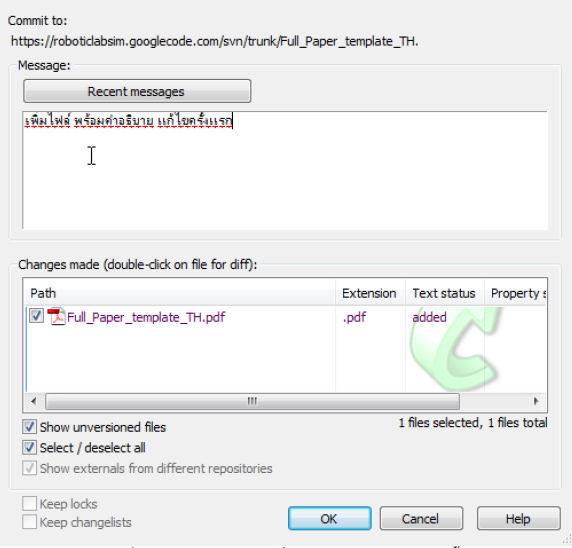 Commit to:
https://roboticlabsim.googlecode.com/svn/trunk/Full_Paper_template_TH.
Message:
Recent messages
เพิ่มไฟล์ พร้อมคำอธิบาย แก้ไขครั้งแรก
Changes made (double-click on file for diff):
Path Extension Text status Property s
Full_Paper_template_TH.pdf .pdf added
Show unversioned files 1 files selected, 1 files total
Select / deselect all
Show externals from different repositories
Keep locks
Keep changelists
OK Cancel Help